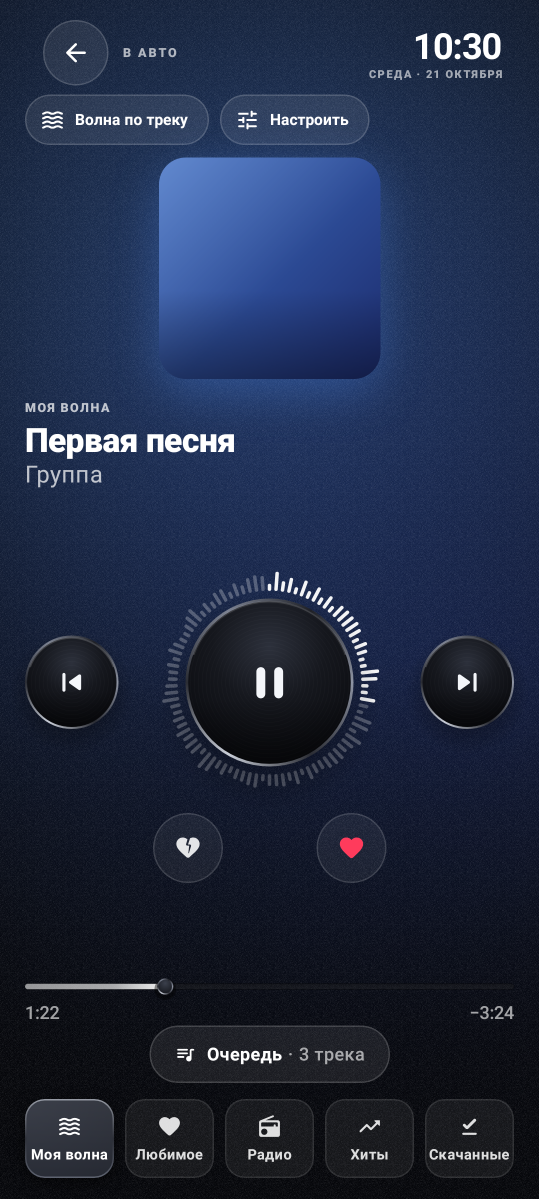 В АВТО
10:30
СРЕДА · 21 ОКТЯБРЯ
Волна по треку
Настроить
МОЯ ВОЛНА
Первая песня
Группа
1:22
−3:24
Очередь · 3 трека
Моя волна
Любимое
Радио
Хиты
Скачанные